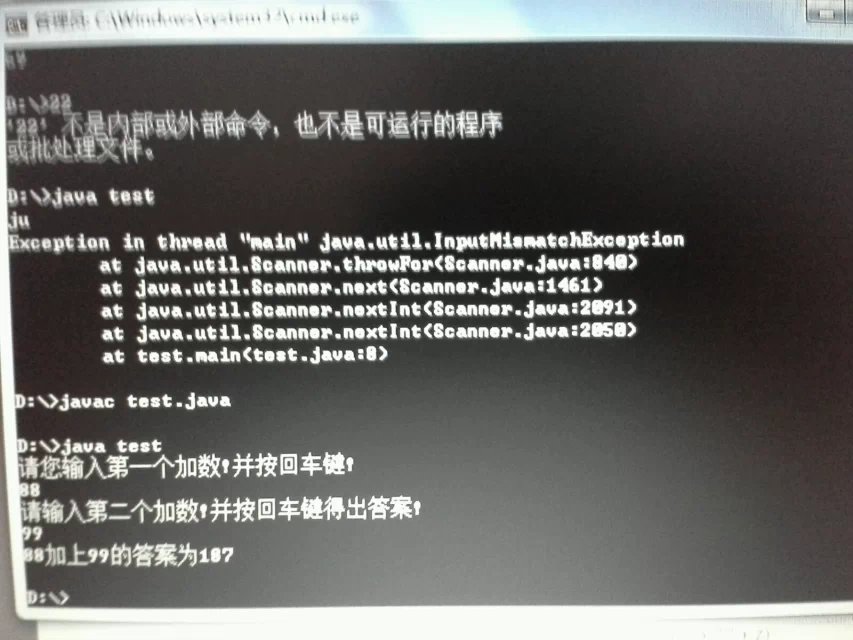 管理员: C:\Windows\system32\cmd.exe
D:\>22
'22' 不是内部或外部命令，也不是可运行的程序
或批处理文件。
D:\>java test
ju
Exception in thread "main" java.util.InputMismatchException
at java.util.Scanner.throwFor(Scanner.java:840)
at java.util.Scanner.next(Scanner.java:1461)
at java.util.Scanner.nextInt(Scanner.java:2091)
at java.util.Scanner.nextInt(Scanner.java:2050)
at test.main(test.java:8)
D:\>javac test.java
D:\>java test
请您输入第一个加数!并按回车键!
88
请输入第二个加数!并按回车键得出答案!
99
88加上99的答案为187
D:\>